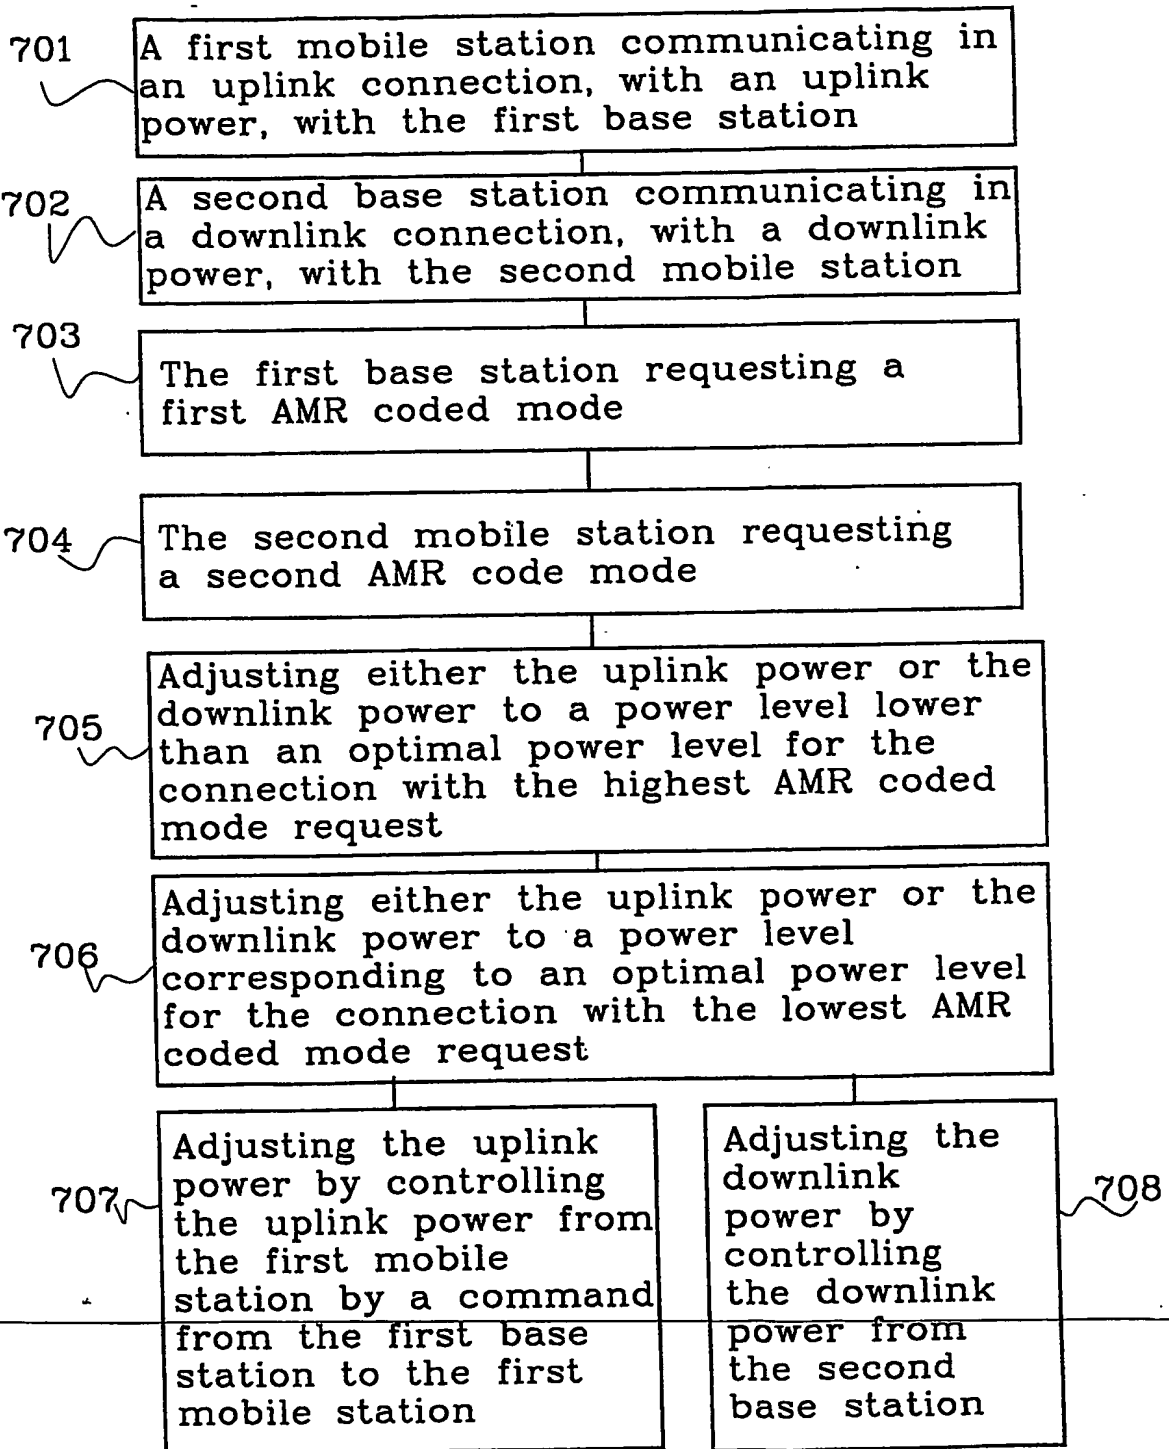 701
A first mobile station communicating in
an uplink connection, with an uplink
power, with the first base station
702
A second base station communicating in
a downlink connection, with a downlink
power, with the second mobile station
703
The first base station requesting a
first AMR coded mode
704
The second mobile station requesting
a second AMR code mode
705
Adjusting either the uplink power or the
downlink power to a power level lower
than an optimal power level for the
connection with the highest AMR coded
mode request
706
Adjusting either the uplink power or the
downlink power to a power level
corresponding to an optimal power level
for the connection with the lowest AMR
coded mode request
707
Adjusting the uplink
power by controlling
the uplink power from
the first mobile
station by a command
from the first base
station to the first
mobile station
708
Adjusting the
downlink
power by
controlling
the downlink
power from
the second
base station